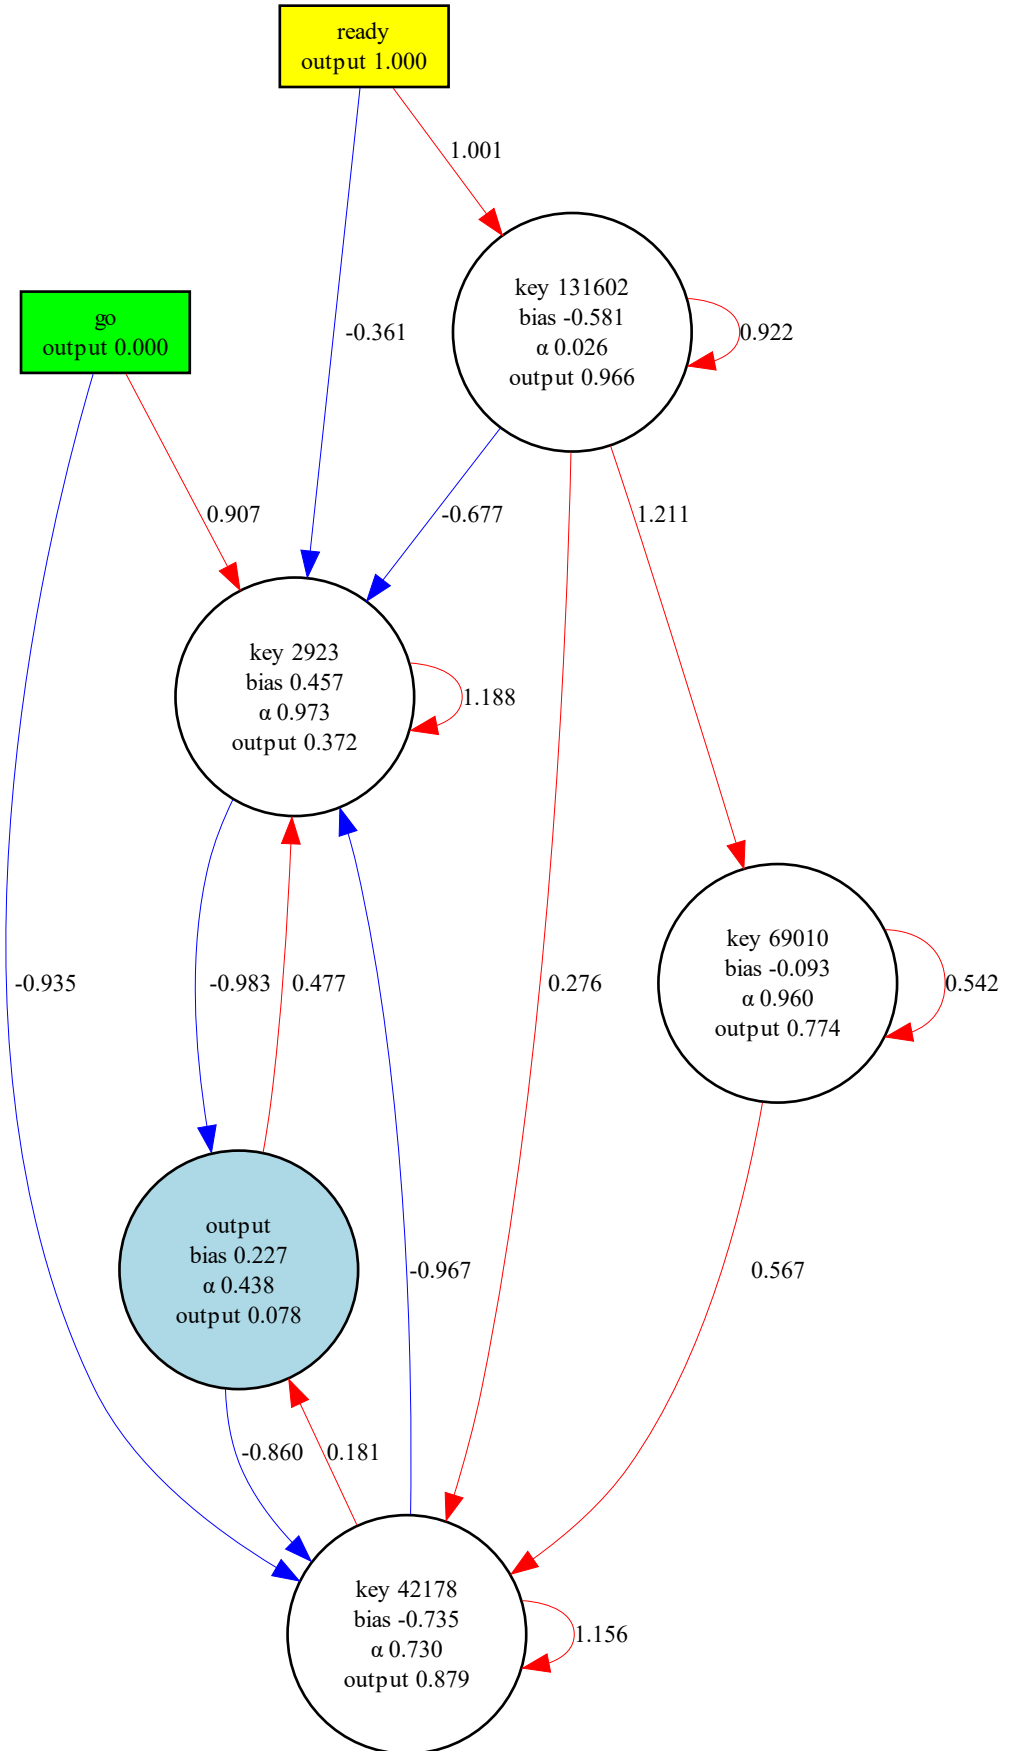 ready
output 1.000
1.001
key 131602
bias -0.581
α 0.026
output 0.966
0.922
go
output 0.000
-0.361
0.907
-0.677
1.211
key 2923
bias 0.457
α 0.973
output 0.372
1.188
key 69010
bias -0.093
α 0.960
output 0.774
0.542
-0.935
-0.983
0.477
0.276
output
bias 0.227
α 0.438
output 0.078
-0.967
0.567
-0.860
0.181
key 42178
bias -0.735
α 0.730
output 0.879
1.156